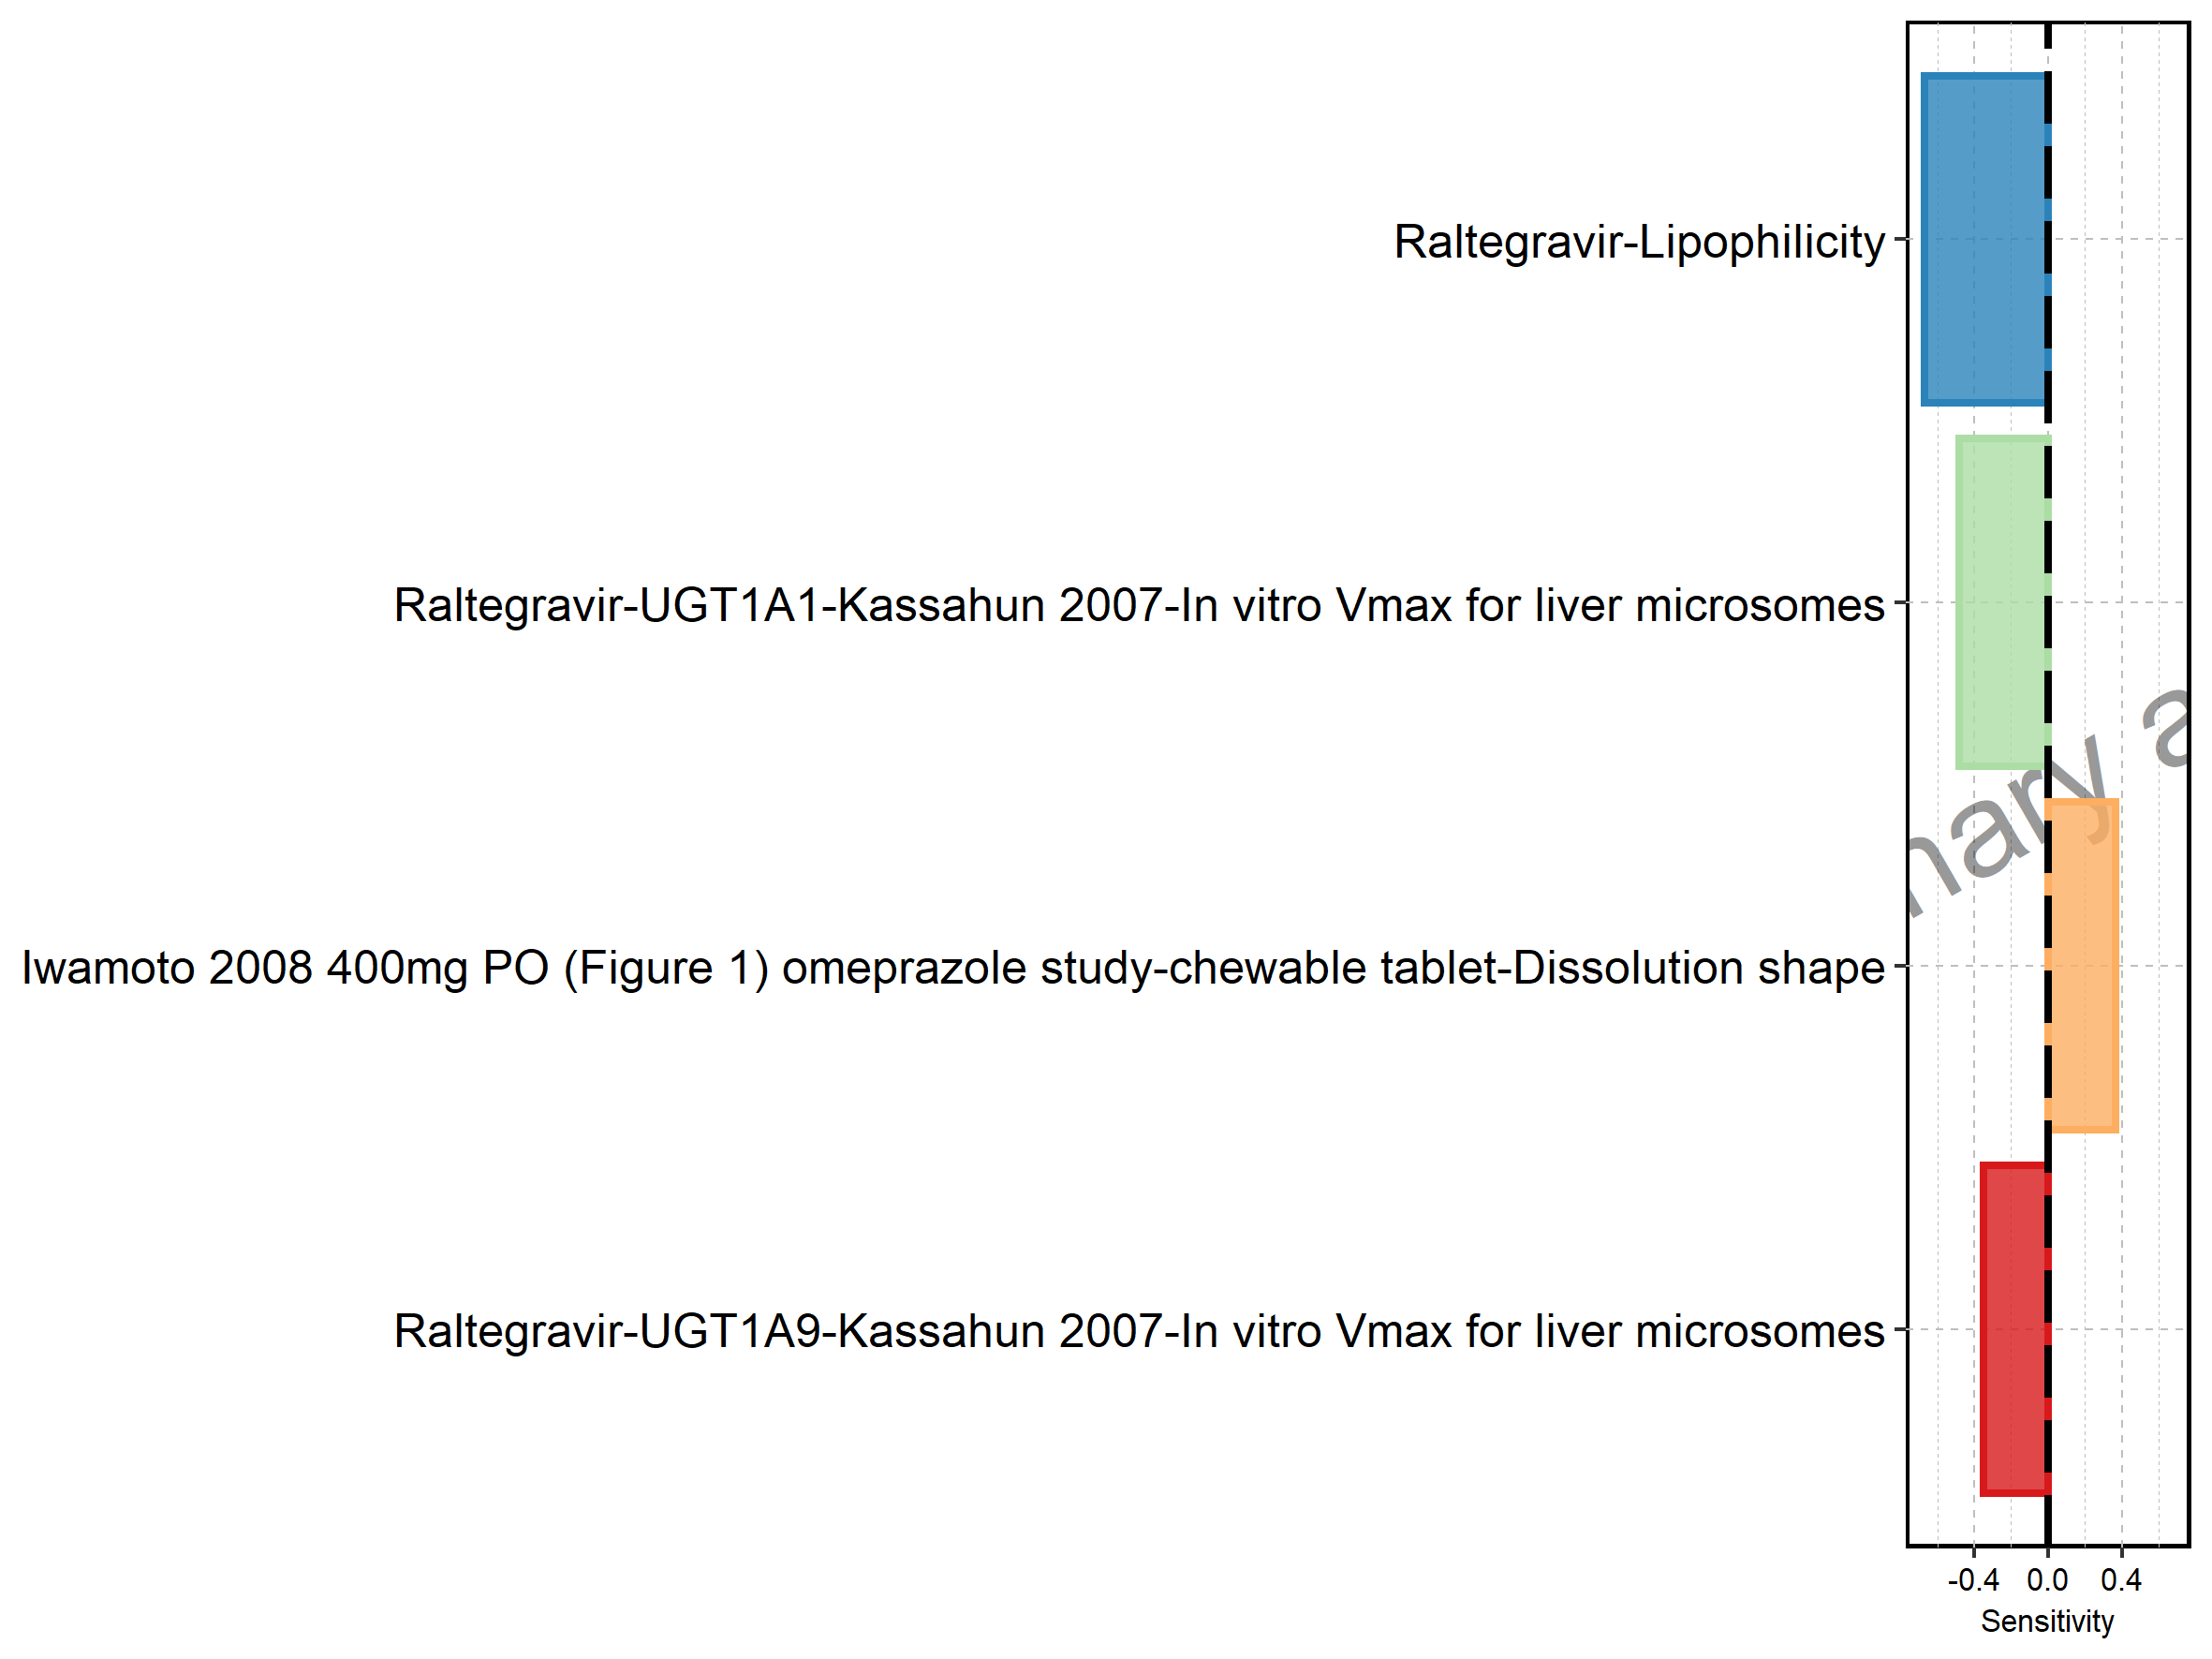 Raltegravir-Lipophilicity
Raltegravir-UGT1A1-Kassahun 2007-In vitro Vmax for liver microsomes
Iwamoto 2008 400mg PO (Figure 1) omeprazole study-chewable tablet-Dissolution shape
Raltegravir-UGT1A9-Kassahun 2007-In vitro Vmax for liver microsomes
-0.4 0.0 0.4
Sensitivity